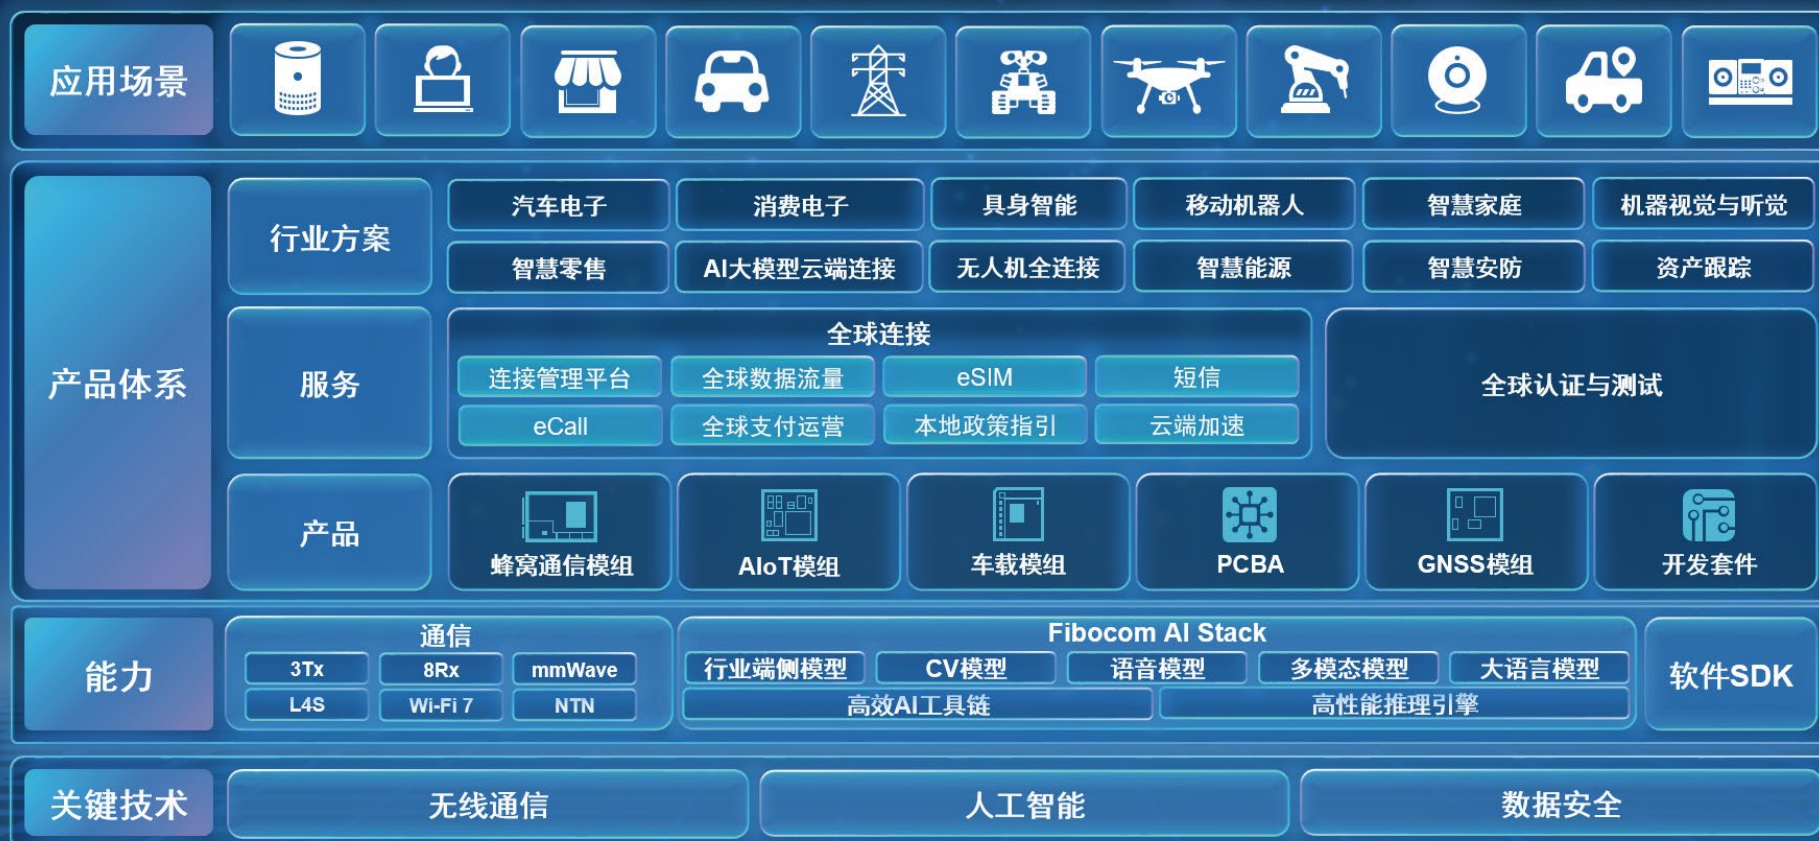 应用场景
产品体系
行业方案
汽车电子
消费电子
具身智能
移动机器人
智慧家庭
机器视觉与听觉
智慧零售
AI大模型云端连接
无人机全连接
智慧能源
智慧安防
资产跟踪
服务
全球连接
连接管理平台
全球数据流量
eSIM
短信
eCall
全球支付运营
本地政策指引
云端加速
全球认证与测试
产品
蜂窝通信模组
AIoT模组
车载模组
PCBA
GNSS模组
开发套件
能力
通信
3Tx
8Rx
mmWave
L4S
Wi-Fi 7
NTN
Fibocom AI Stack
行业端侧模型
CV模型
语音模型
多模态模型
大语言模型
高效AI工具链
高性能推理引擎
软件SDK
关键技术
无线通信
人工智能
数据安全